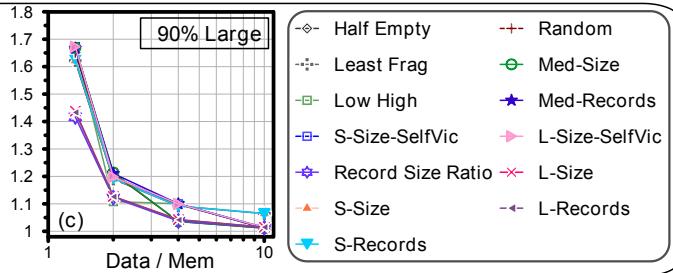 1.8
1.7
1.6
1.5
1.4
1.3
1.2
1.1
1
90% Large
(c)
1
10
Data / Mem
Half Empty
Least Frag
Low High
S-Size-SelfVic
Record Size Ratio
S-Size
S-Records
Random
Med-Size
Med-Records
L-Size-SelfVic
L-Size
L-Records